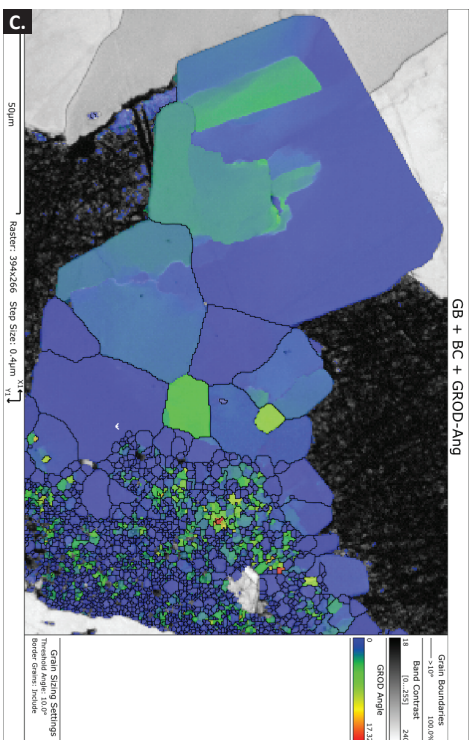 C.
GB + BC + GROD-Ang
50μm
Raster: 394x266 Step Size: 0.4μm
X1
Y1
Grain Boundaries
>10°
100.0%
Band Contrast
18
[0...255]
240
GROD Angle
0
17.32
Grain Sizing Settings
Threshold Angle: 10.0°
Border Grains: Include